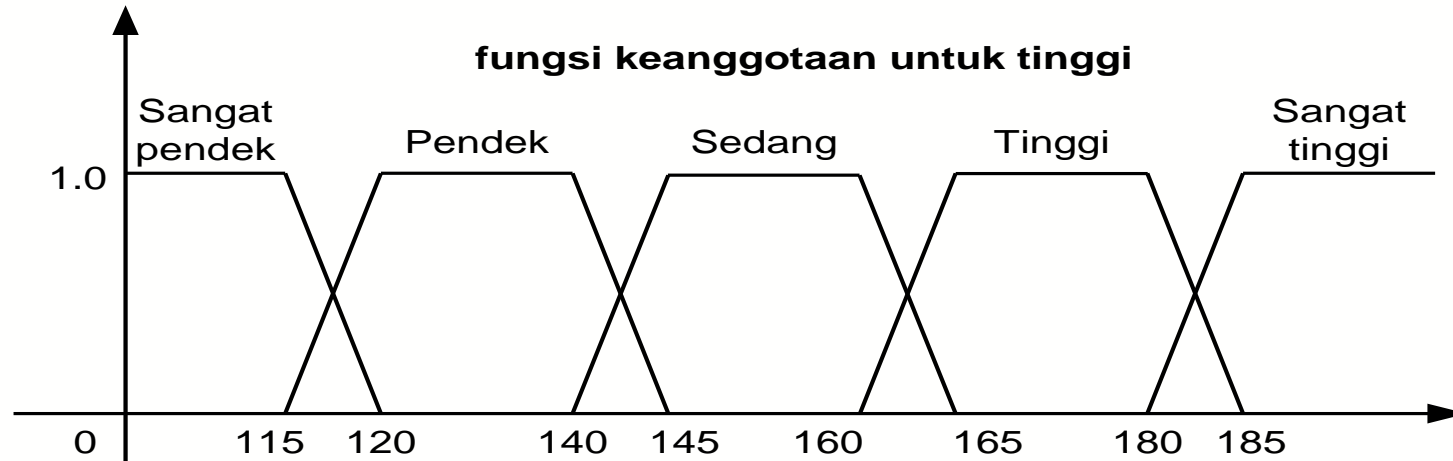 fungsi keanggotaan untuk tinggi
Sangat
pendek
Pendek
Sedang
Tinggi
Sangat
tinggi
1.0
0
115
120
140
145
160
165
180
185